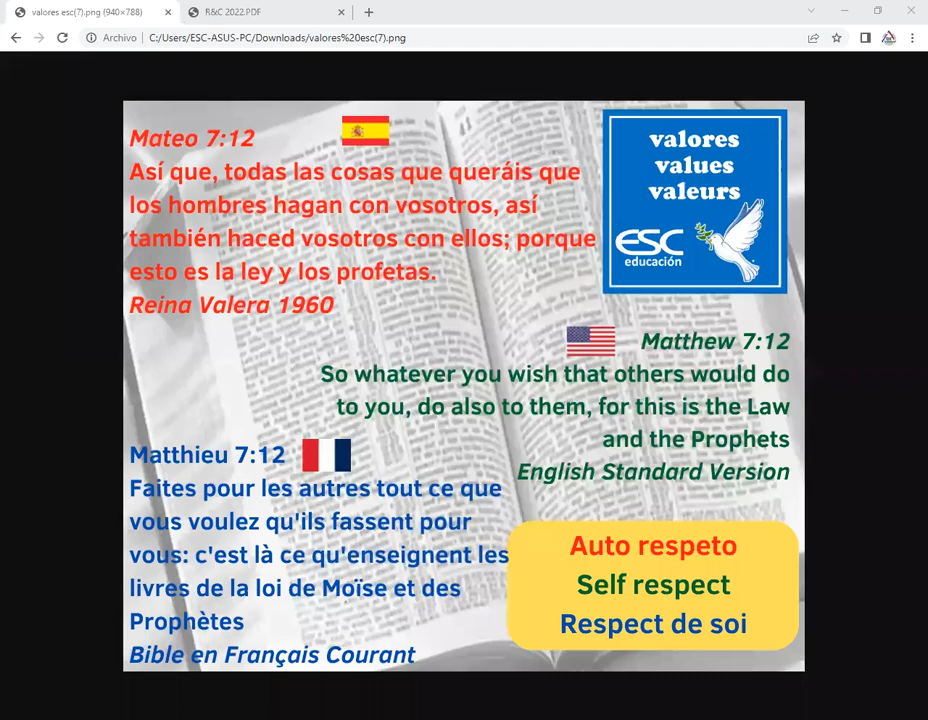 valores esc(7).png (940×788)
R&C 2022.PDF
Archivo
C:/Users/ESC-ASUS-PC/Downloads/valores%20esc(7).png
Mateo 7:12
Así que, todas las cosas que queráis que
los hombres hagan con vosotros, así
también haced vosotros con ellos; porque
esto es la ley y los profetas.
Reina Valera 1960
valores
values
valeurs
ESC
educación
Matthew 7:12
So whatever you wish that others would do
to you, do also to them, for this is the Law
and the Prophets
English Standard Version
Matthieu 7:12
Faites pour les autres tout ce que
vous voulez qu'ils fassent pour
vous: c'est là ce qu'enseignent les
livres de la loi de Moïse et des
Prophètes
Bible en Français Courant
Auto respeto
Self respect
Respect de soi